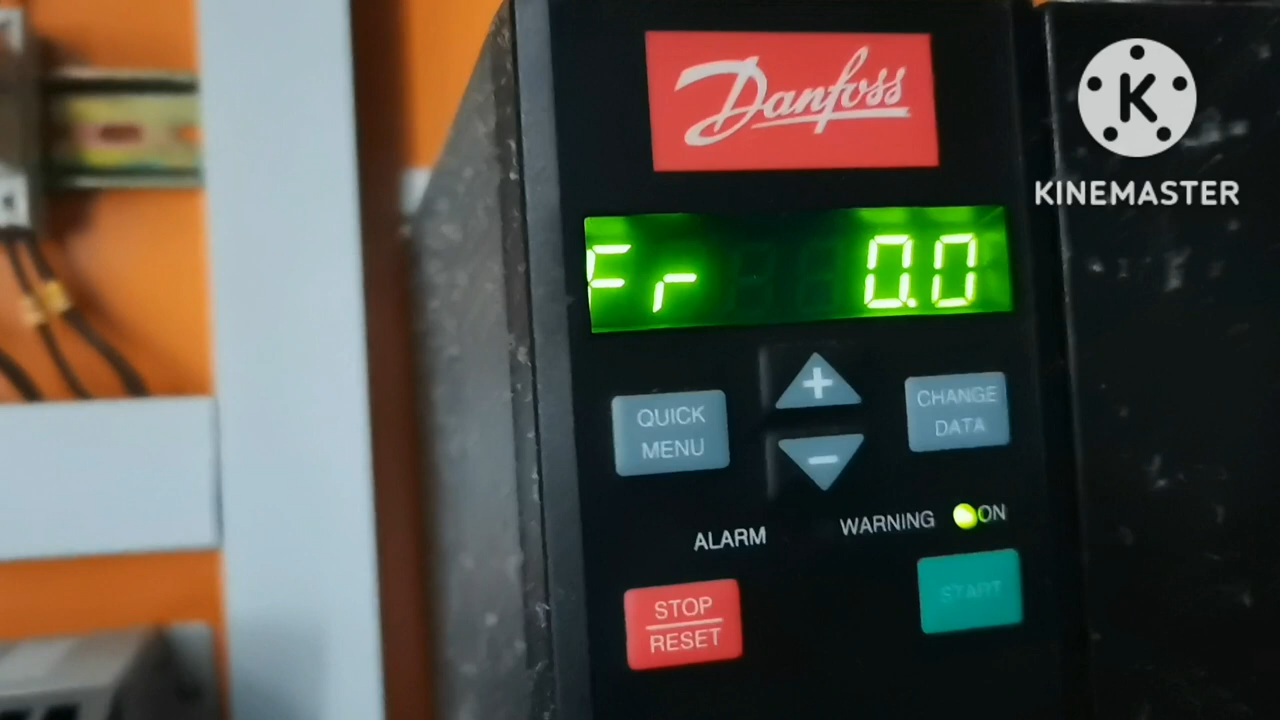 Danfoss
K
KINEMASTER
Fr 0.0
+
QUICK
MENU
CHANGE
DATA
-
ALARM
WARNING
ON
STOP
RESET
START